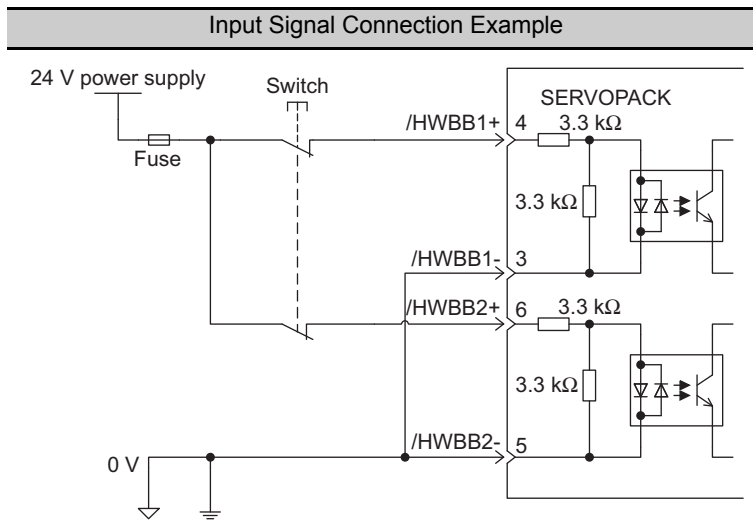 Input Signal Connection Example
24 V power supply
Switch
SERVOPACK
/HWBB1+ 4 3.3 kΩ
Fuse
3.3 kΩ
/HWBB1- 3
/HWBB2+ 6 3.3 kΩ
3.3 kΩ
/HWBB2- 5
0 V